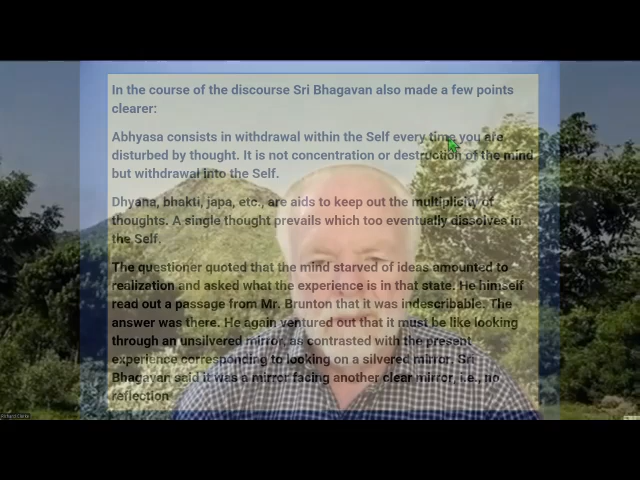 In the course of the discourse Sri Bhagavan also made a few points
clearer:
Abhyasa consists in withdrawal within the Self every time you are
disturbed by thought. It is not concentration or destruction of the mind
but withdrawal into the Self.
Dhyana, bhakti, japa, etc., are aids to keep out the multiplicity of
thoughts. A single thought prevails which too eventually dissolves in
the Self.
The questioner quoted that the mind starved of ideas amounted to
realization and asked what the experience is in that state. He himself
read out a passage from Mr. Brunton that it was indescribable. The
answer was there. He again ventured out that it must be like looking
through an unsilvered mirror, as contrasted with the present
experience corresponding to looking on a silvered mirror. Sri
Bhagavan said it was a mirror facing another clear mirror, i.e., no
reflection